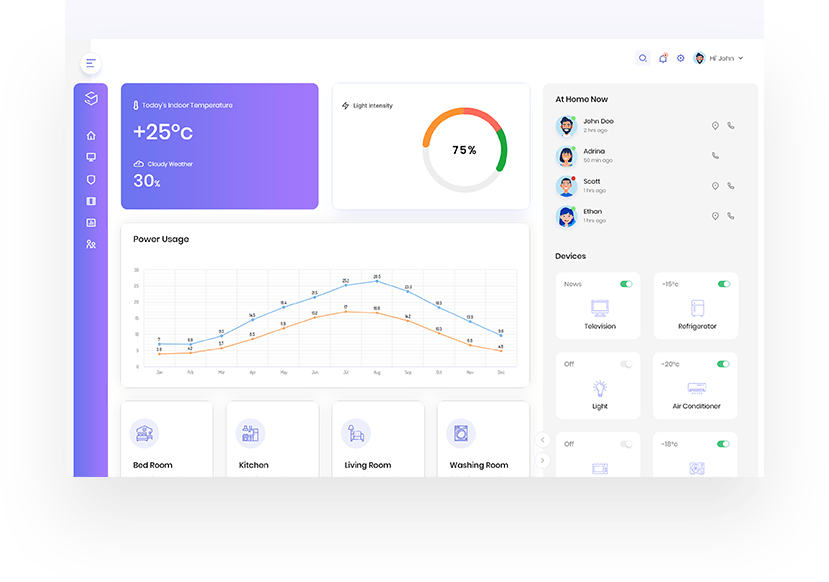 Hi' John
Today's Indoor Temperature
+25°c
Cloudy Weather
30%
Light intensity
75%
At Home Now
John Doo
2 hrs ago
Adrina
50 min ago
Scott
1 hrs ago
Ethan
1 hrs ago
Power Usage
30
25
20
15
10
5
0
25.2
26.5
23.3
21.5
18.4
18.3
14.5
13.9
9.5
9.6
7
6.9
17
16.6
15.2
14.2
11.9
10.3
8.5
6.6
5.7
4.8
4.2
3.9
Jan Feb Mar Apr May Jun Jul Aug Sep Oct Nov Dec
Bed Room
Kitchen
Living Room
Washing Room
Devices
News
Television
-15°c
Refrigerator
Off
Light
-20°c
Air Conditioner
Off
-18°c